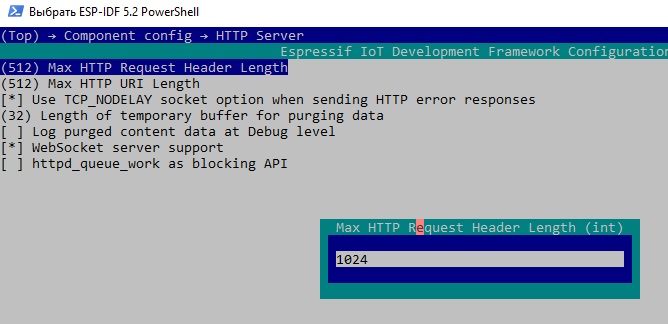 Выбрать ESP-IDF 5.2 PowerShell
(Top) → Component config → HTTP Server
Espressif IoT Development Framework Configuration
(512) Max HTTP Request Header Length
(512) Max HTTP URI Length
[*] Use TCP_NODELAY socket option when sending HTTP error responses
(32) Length of temporary buffer for purging data
[ ] Log purged content data at Debug level
[*] WebSocket server support
[ ] httpd_queue_work as blocking API
Max HTTP Request Header Length (int)
1024